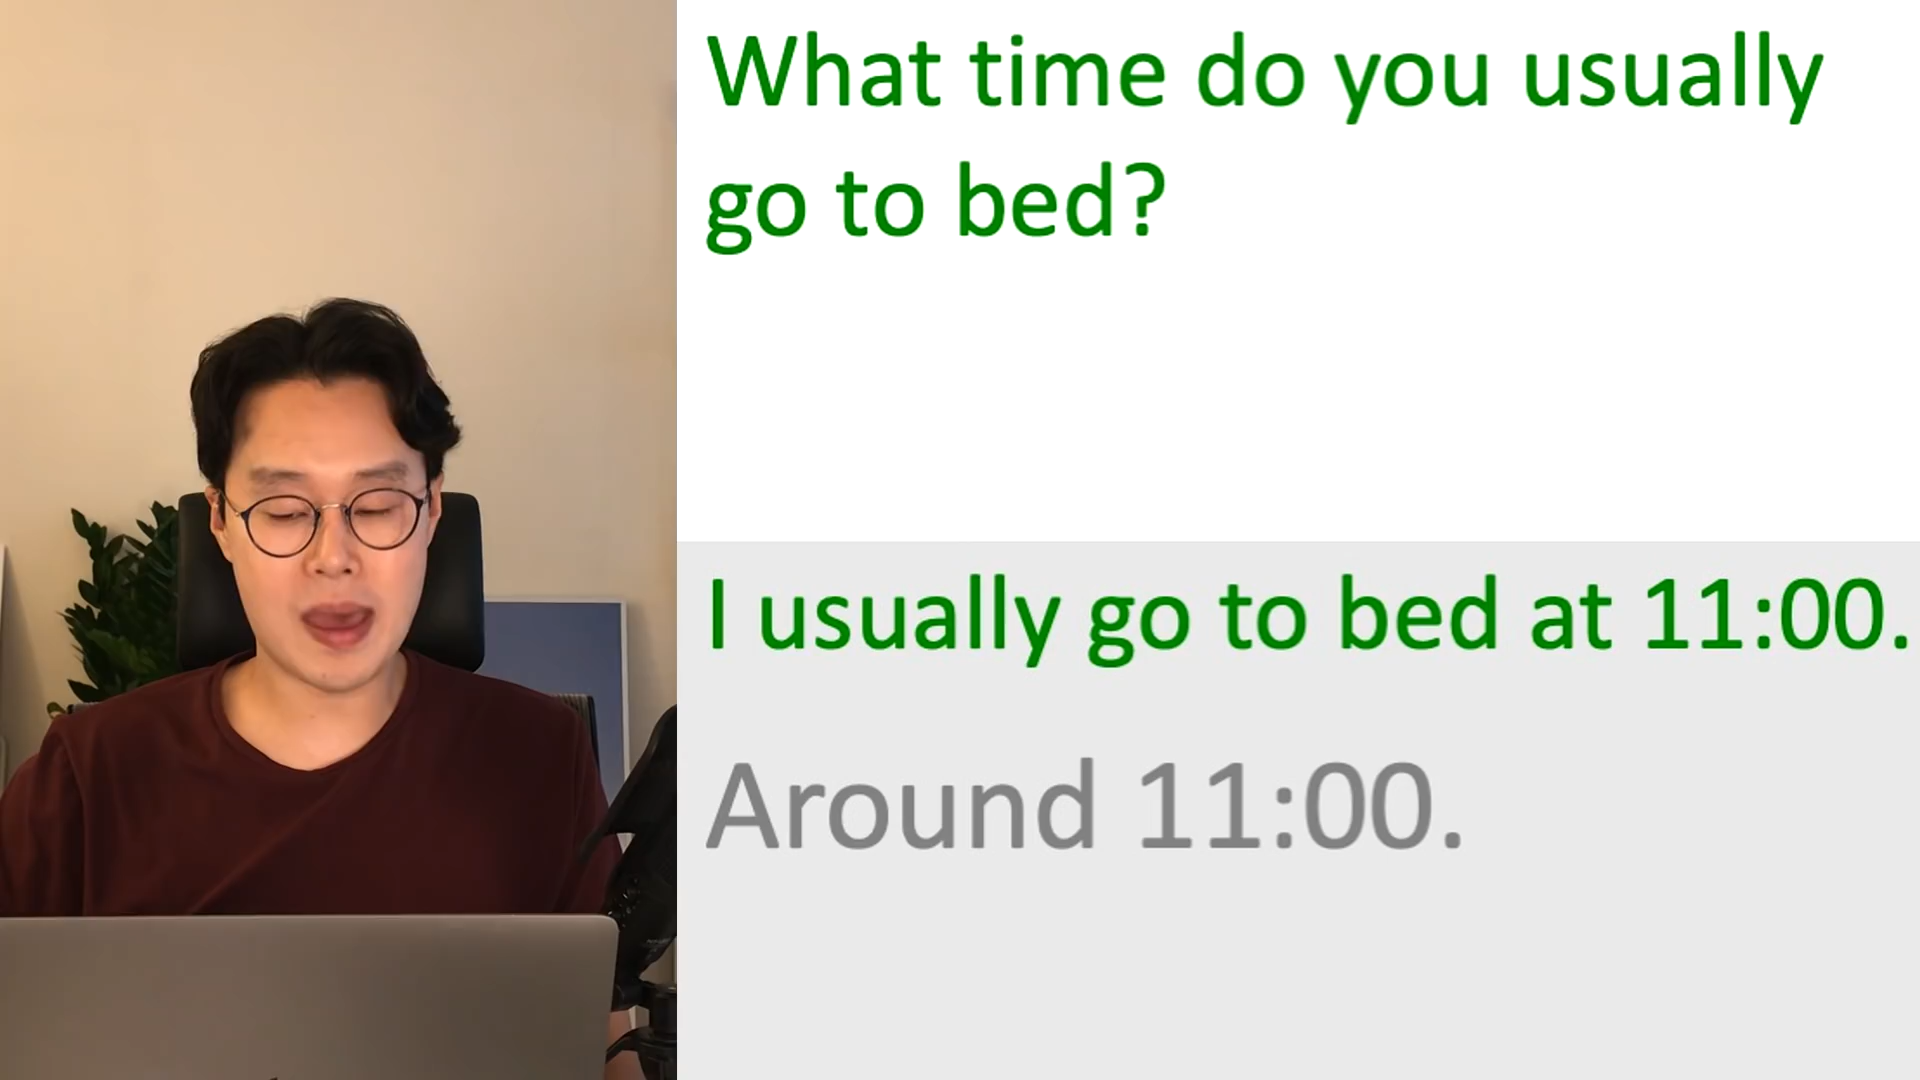 What time do you usually
go to bed?
I usually go to bed at 11:00.
Around 11:00.